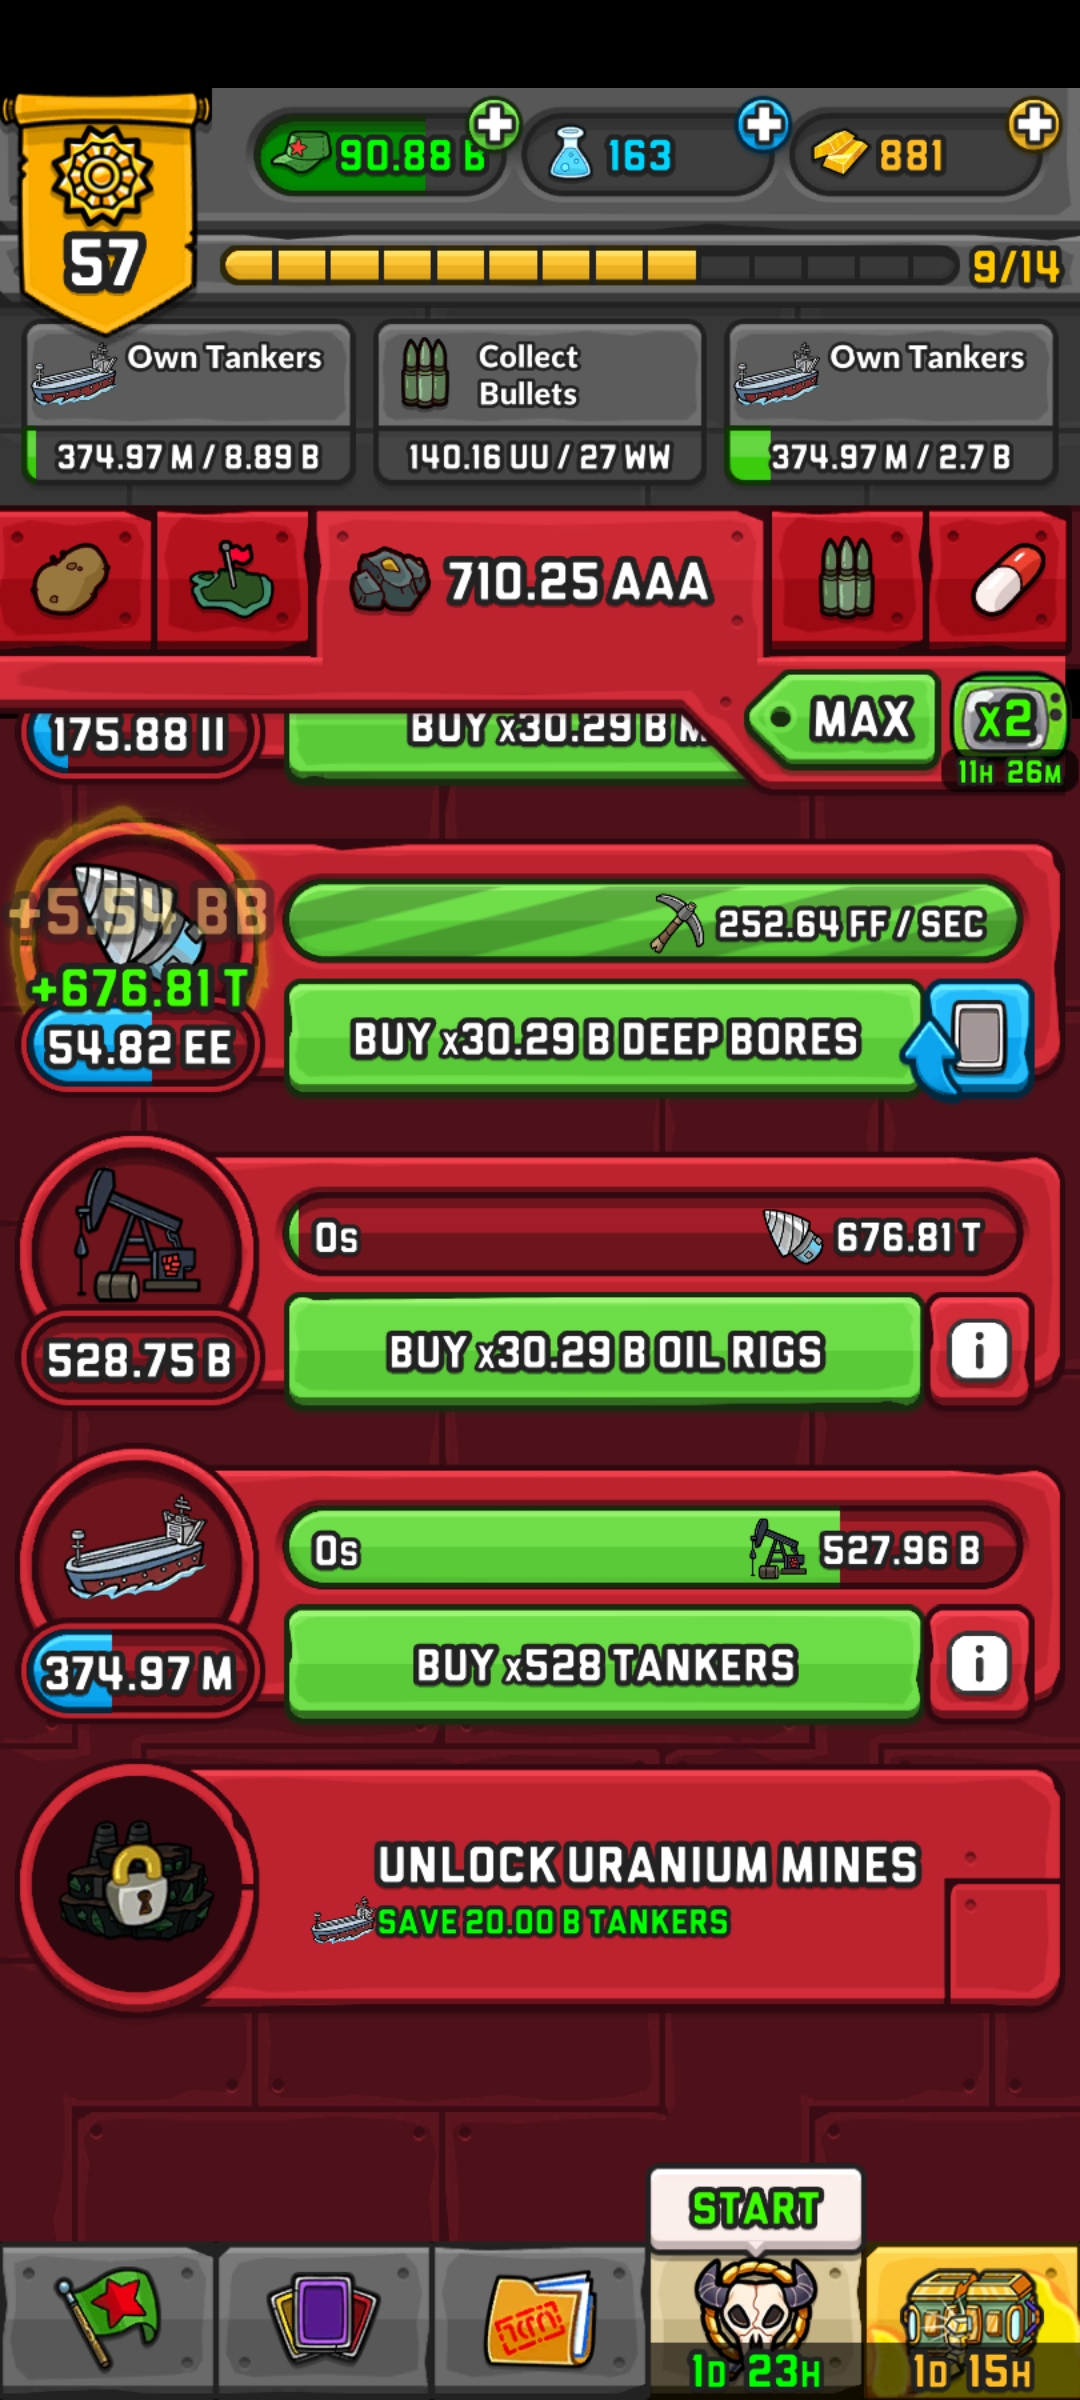 90.88 B
163
881
57
9/14
Own Tankers
374.97 M / 8.89 B
Collect
Bullets
140.16 UU / 27 WW
Own Tankers
374.97 M / 2.7 B
710.25 AAA
MAX
x2
11H 26M
175.88 II
BUY x30.29 B
+5.54 BB
+676.81 T
54.82 EE
252.64 FF / SEC
BUY x30.29 B DEEP BORES
0s
676.81 T
528.75 B
BUY x30.29 B OIL RIGS
i
0s
527.96 B
374.97 M
BUY x528 TANKERS
i
UNLOCK URANIUM MINES
SAVE 20.00 B TANKERS
START
1D 23H
1D 15H